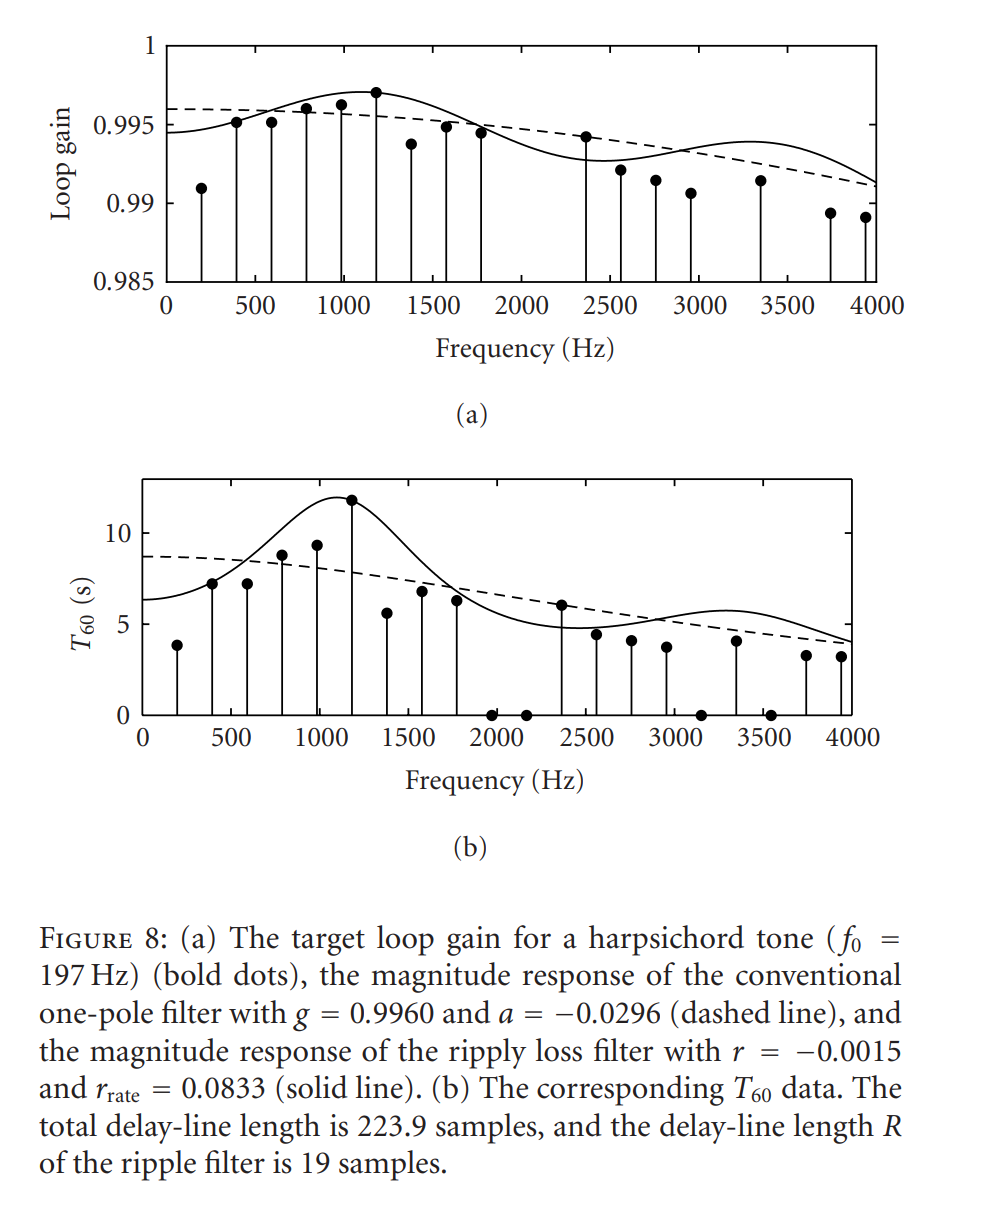 1
0.995
0.99
0.985
Loop gain
0 500 1000 1500 2000 2500 3000 3500 4000
Frequency (Hz)
(a)
10
5
0
T60 (s)
0 500 1000 1500 2000 2500 3000 3500 4000
Frequency (Hz)
(b)
Figure 8: (a) The target loop gain for a harpsichord tone (f0 =
197 Hz) (bold dots), the magnitude response of the conventional
one-pole filter with g = 0.9960 and a = −0.0296 (dashed line), and
the magnitude response of the ripply loss filter with r = −0.0015
and rrate = 0.0833 (solid line). (b) The corresponding T60 data. The
total delay-line length is 223.9 samples, and the delay-line length R
of the ripple filter is 19 samples.